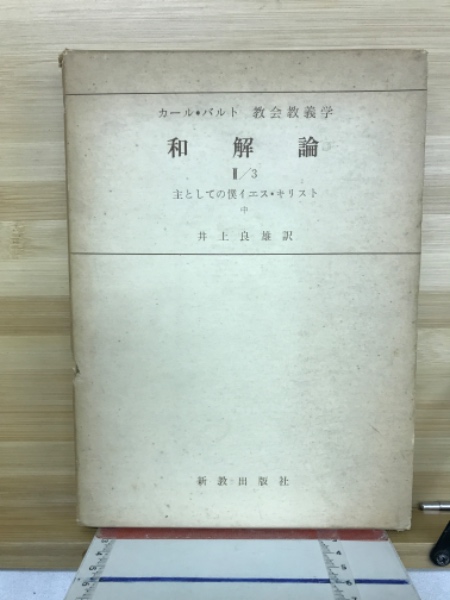 カール・バルト 教会教義学
和解論
Ⅱ/3
主としての僕イエス・キリスト
中
井上良雄訳
新教出版社